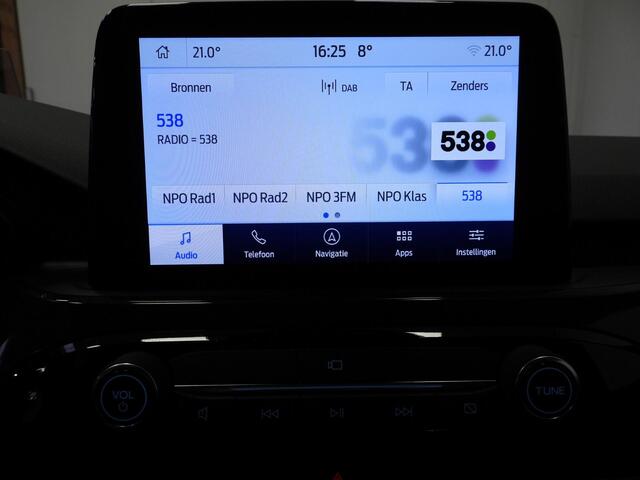 21.0° 16:25 8° 21.0°
Bronnen DAB TA Zenders
538
RADIO = 538
538 538
NPO Rad1 NPO Rad2 NPO 3FM NPO Klas 538
Audio Telefoon Navigatie Apps Instellingen
VOL TUNE